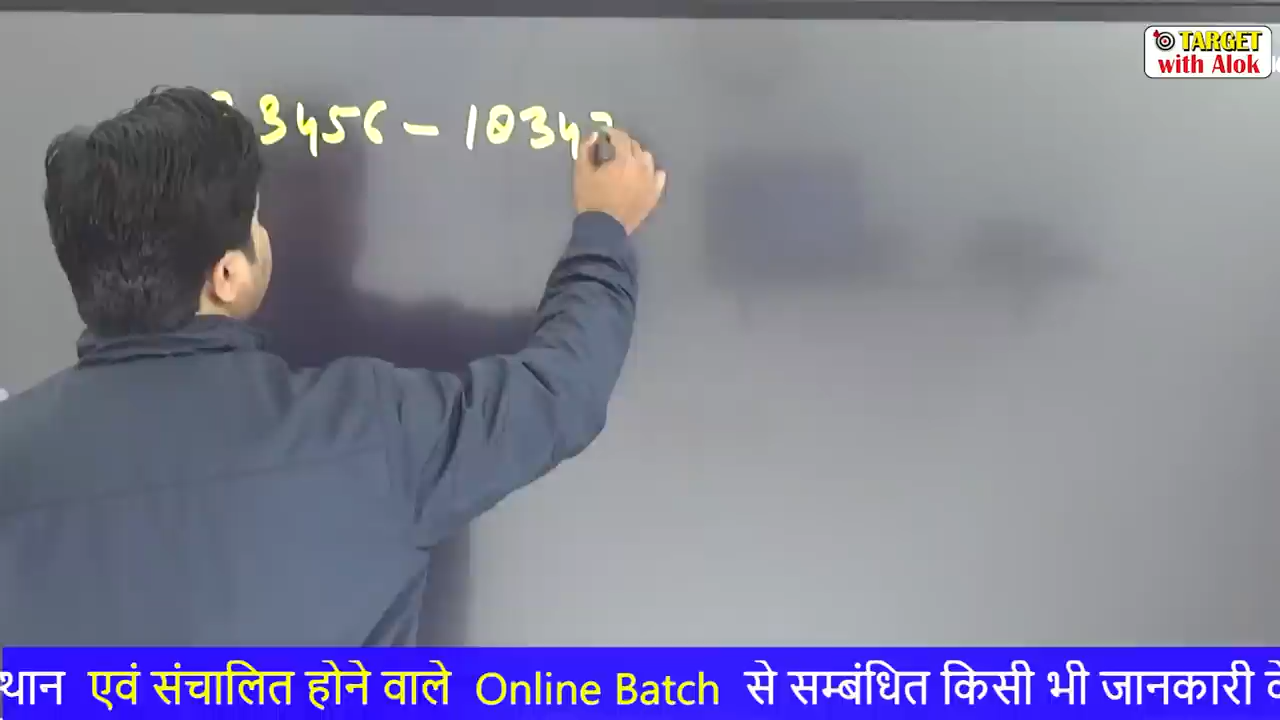 TARGET
with Alok
3456 - 1034
थान एवं संचालित होने वाले Online Batch से सम्बंधित किसी भी जानकारी के